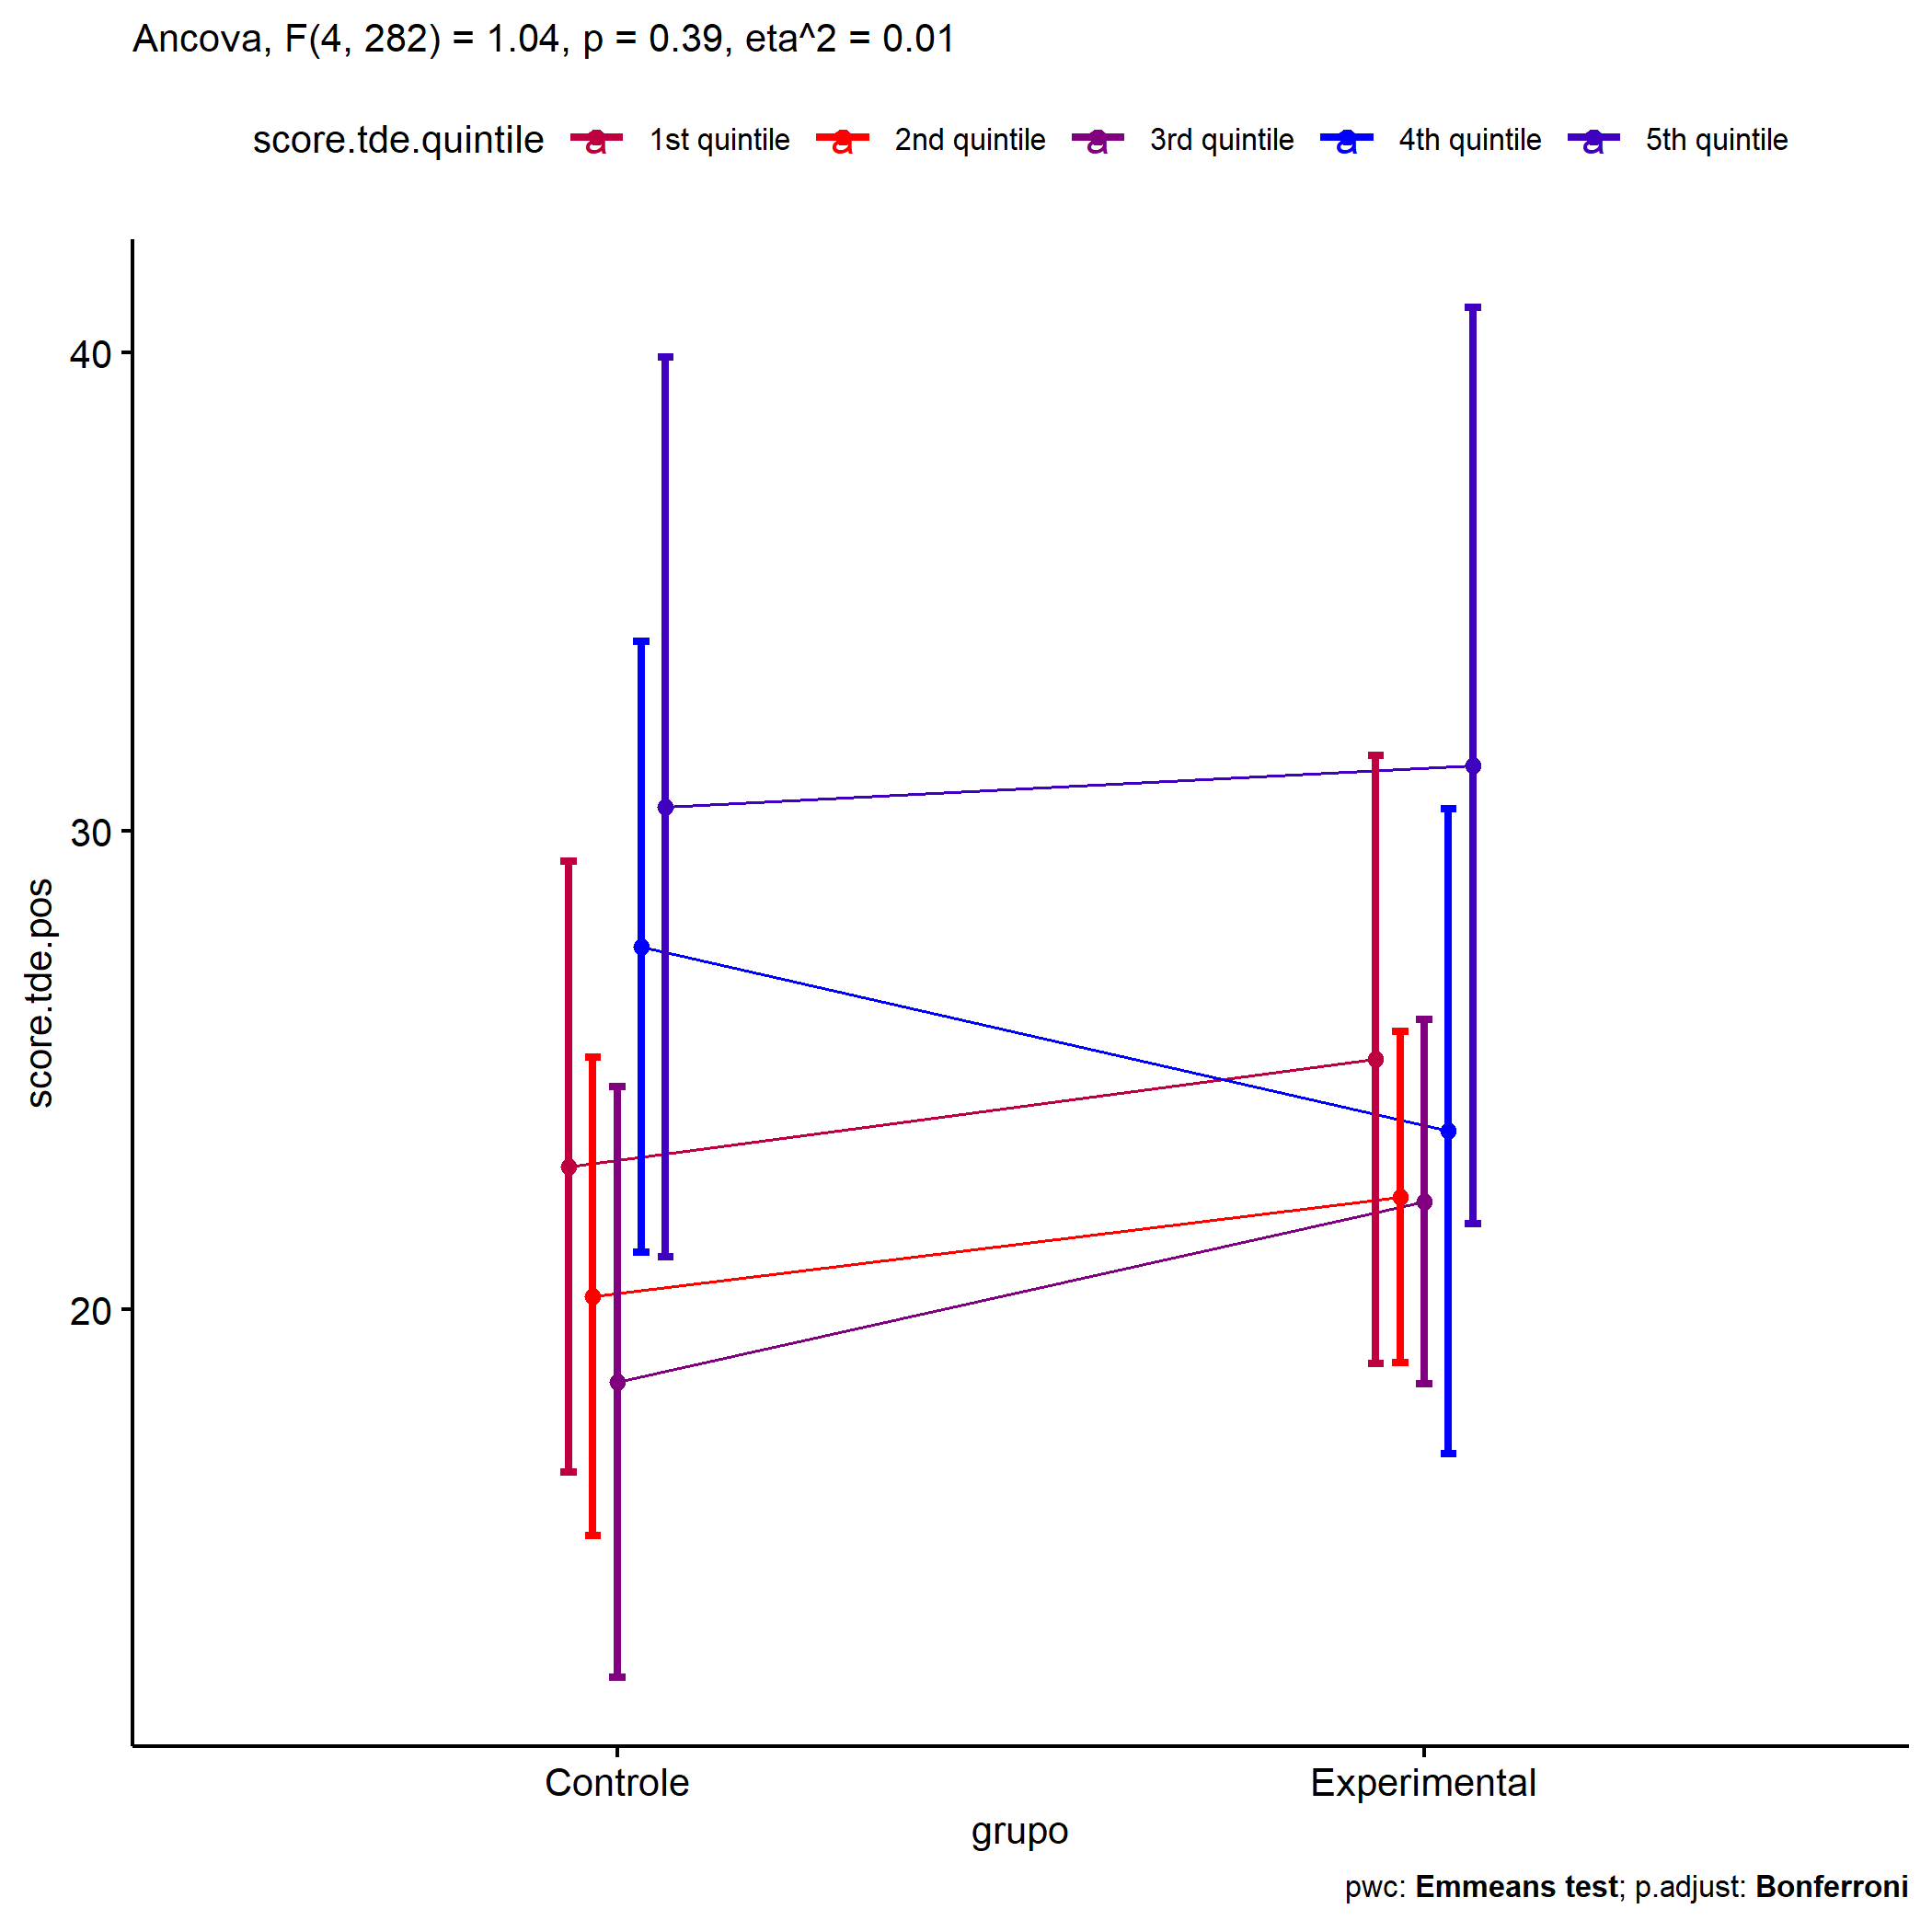 Ancova, F(4, 282) = 1.04, p = 0.39, eta^2 = 0.01
score.tde.quintile a 1st quintile a 2nd quintile a 3rd quintile a 4th quintile a 5th quintile
40
30
20
score.tde.pos
Controle Experimental
grupo
pwc: Emmeans test; p.adjust: Bonferroni